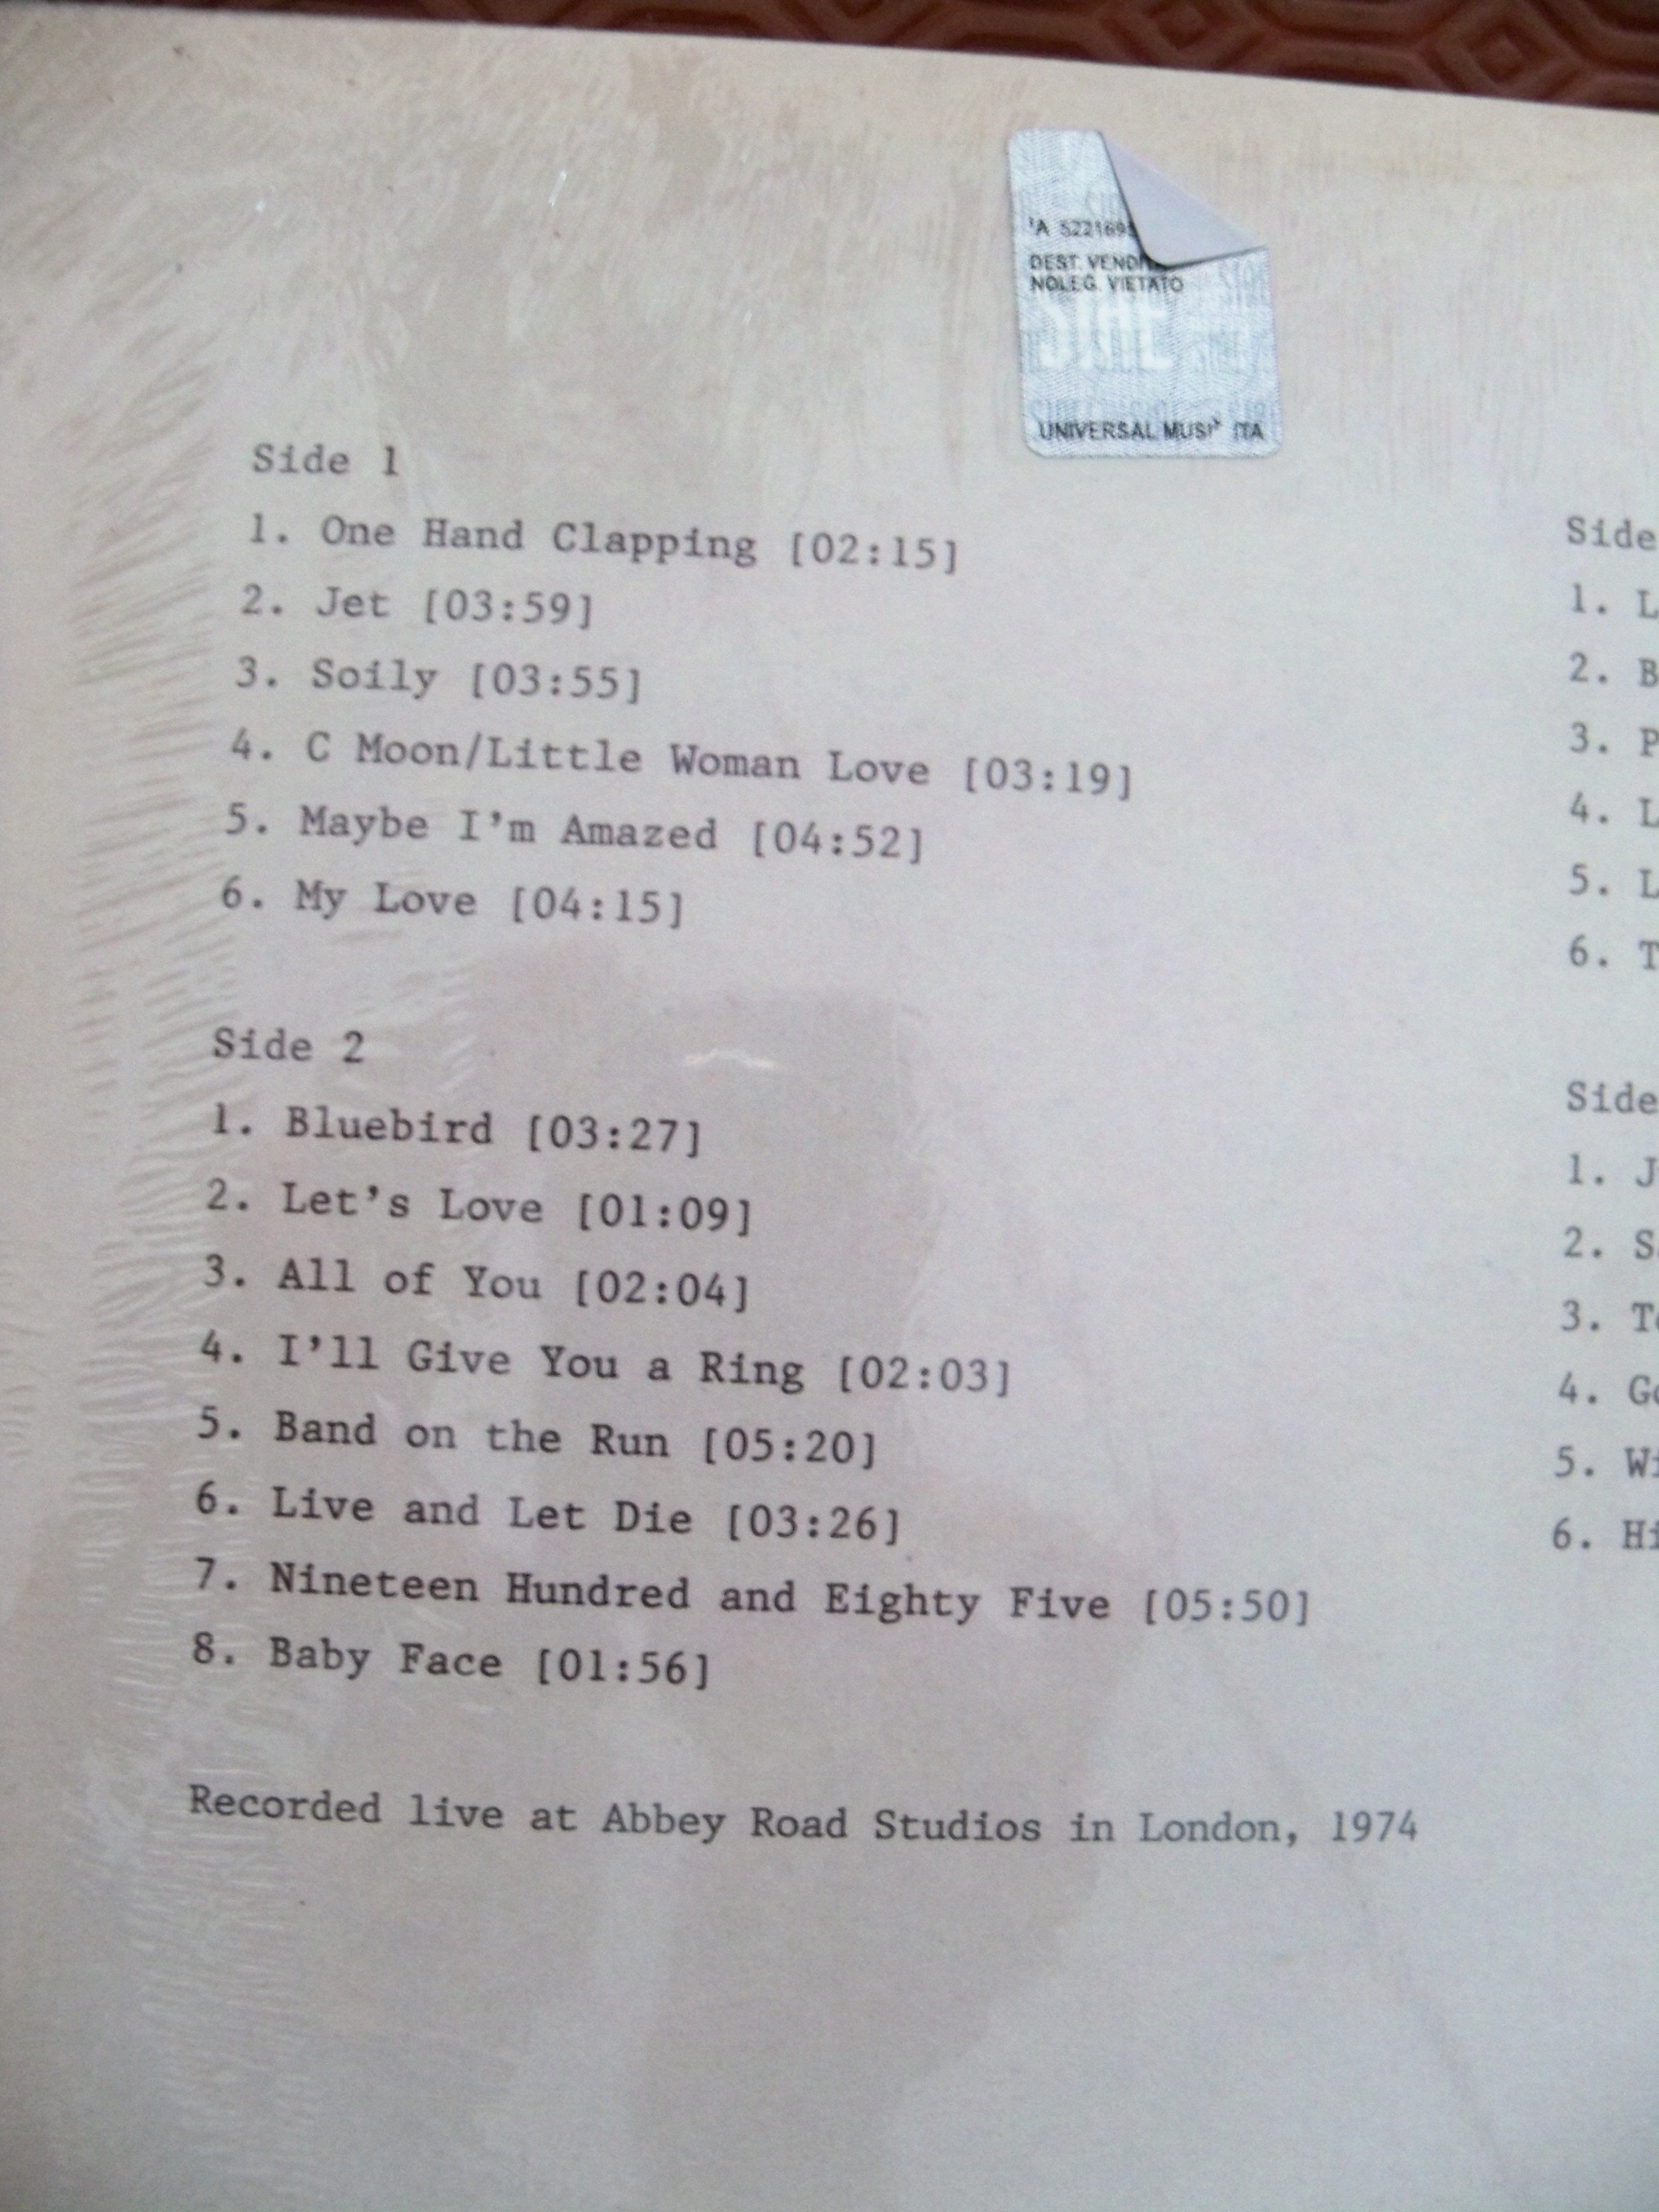 DEST. VENDITA
NOLEG. VIETATO
SIAE
UNIVERSAL MUSIC ITA
Side 1
1. One Hand Clapping [02:15]
2. Jet [03:59]
3. Soily [03:55]
4. C Moon/Little Woman Love [03:19]
5. Maybe I'm Amazed [04:52]
6. My Love [04:15]
Side 2
1. Bluebird [03:27]
2. Let's Love [01:09]
3. All of You [02:04]
4. I'll Give You a Ring [02:03]
5. Band on the Run [05:20]
6. Live and Let Die [03:26]
7. Nineteen Hundred and Eighty Five [05:50]
8. Baby Face [01:56]
Recorded live at Abbey Road Studios in London, 1974
Side
1. L
2. B
3. P
4. L
5. L
6. T
Side
1. J
2. S
3. T
4. G
5. Wi
6. Hi